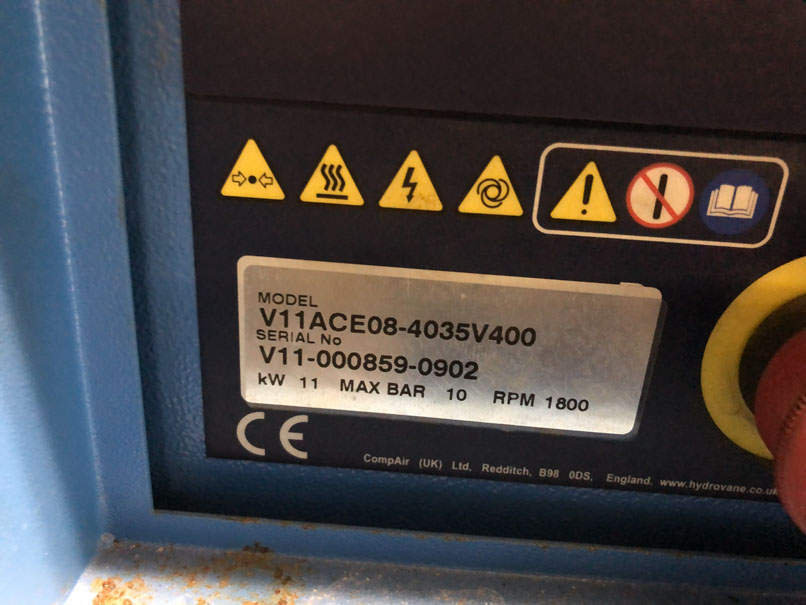 MODEL
V11ACE08-4035V400
SERIAL No
V11-000859-0902
kW 11 MAX BAR 10 RPM 1800
CE
CompAir (UK) Ltd, Redditch, B98 0DS, England. www.hydrovane.co.uk